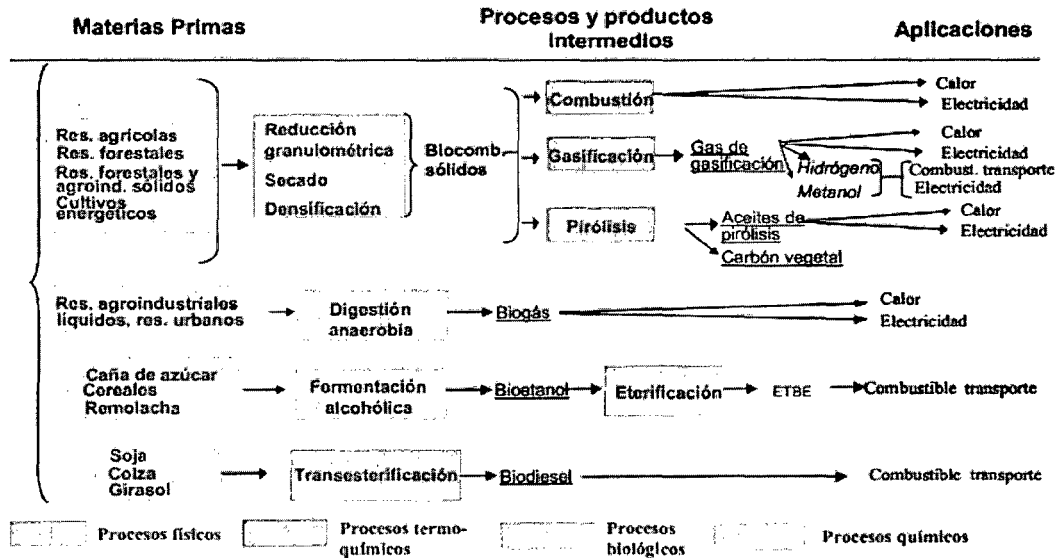 Materias Primas
Procesos y productos
Intermedios
Aplicaciones
Res. agrícolas
Res. forestales
Res. forestales y
agroind. sólidos
Cultivos
energéticos
Reducción
granulométrica
Secado
Densificación
Biocomb.
sólidos
Combustión
Calor
Electricidad
Gasificación
Gas de
gasificación
Calor
Electricidad
Hidrógeno
Metanol
Combust. transporte
Electricidad
Pirólisis
Aceites de
pirólisis
Carbón vegetal
Calor
Electricidad
Res. agroindustriales
líquidos, res. urbanos
Digestión
anaerobia
Biogás
Calor
Electricidad
Caña de azúcar
Cereales
Remolacha
Fermentación
alcohólica
Bioetanol
Eterificación
ETBE
Combustible transporte
Soja
Colza
Girasol
Transesterificación
Biodiesel
Combustible transporte
Procesos físicos
Procesos termo-
químicos
Procesos
biológicos
Procesos químicos